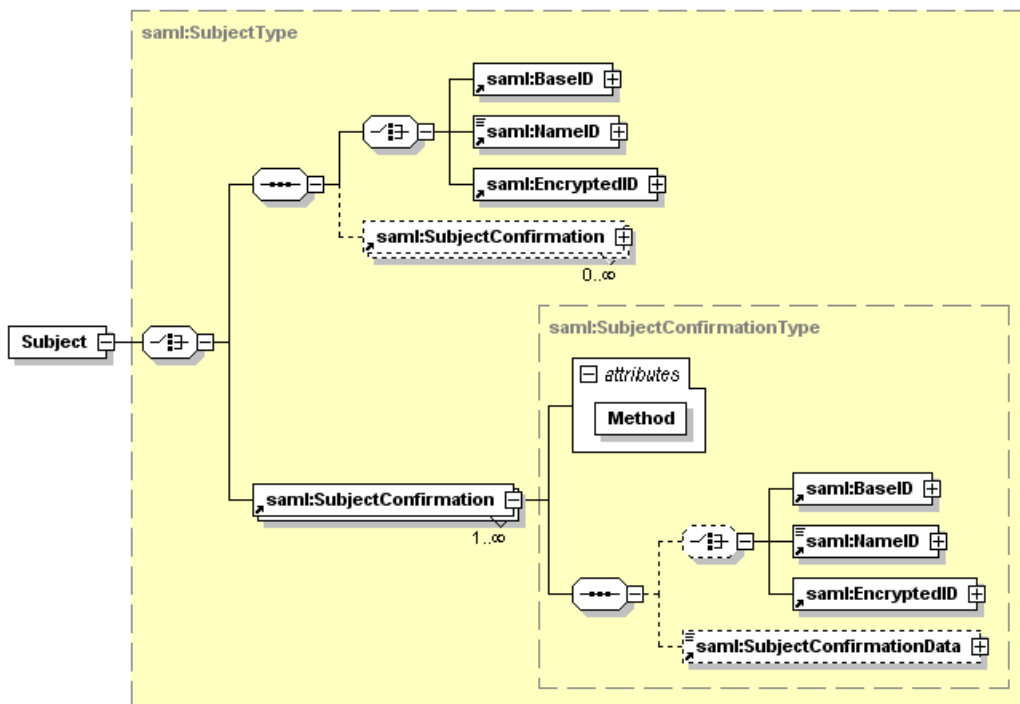 saml:SubjectType
saml:BaseID
saml:NameID
saml:EncryptedID
saml:SubjectConfirmation
0..∞
Subject
saml:SubjectConfirmationType
attributes
Method
saml:SubjectConfirmation
1..∞
saml:BaseID
saml:NameID
saml:EncryptedID
saml:SubjectConfirmationData